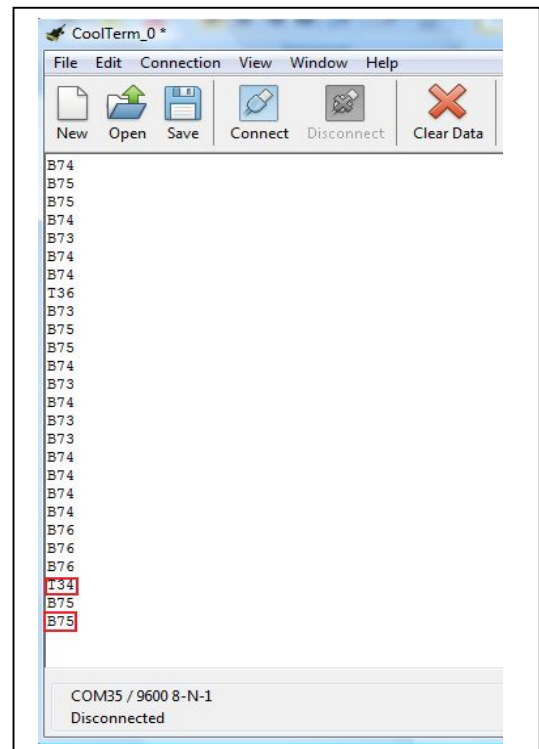 CoolTerm_0 *
File Edit Connection View Window Help
New Open Save Connect Disconnect Clear Data
B74
B75
B75
B74
B73
B74
B74
T36
B73
B75
B75
B74
B73
B74
B73
B73
B74
B74
B74
B74
B76
B76
B76
T34
B75
B75
COM35 / 9600 8-N-1
Disconnected